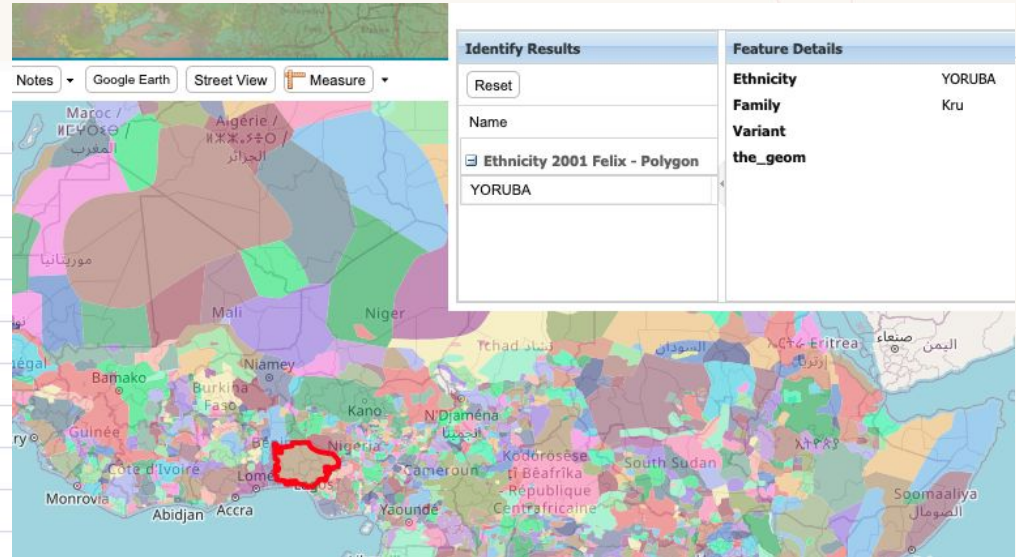 Identify Results
Feature Details
Notes
Google Earth
Street View
Measure
Reset
Ethnicity YORUBA
Family Kru
Name
Variant
the_geom
Ethnicity 2001 Felix - Polygon
YORUBA
Maroc /
المغرب
Algérie /
الجزائر
موريتانيا
Mali
Niger
Tchad تشاد
السودان
Eritrea
إرتريا
صنعاء
اليمن
Bamako
Niamey
Burkina
Faso
Kano
N'Djaména
انجمينا
Guinée
Nigeria
Côte d'Ivoire
Lomé
Lagos
Cameroun
Ködörösêse
tî Bêafrîka
- République
Centrafricaine
South Sudan
Monrovia
Abidjan
Accra
Yaoundé
Soomaaliya
الصومال